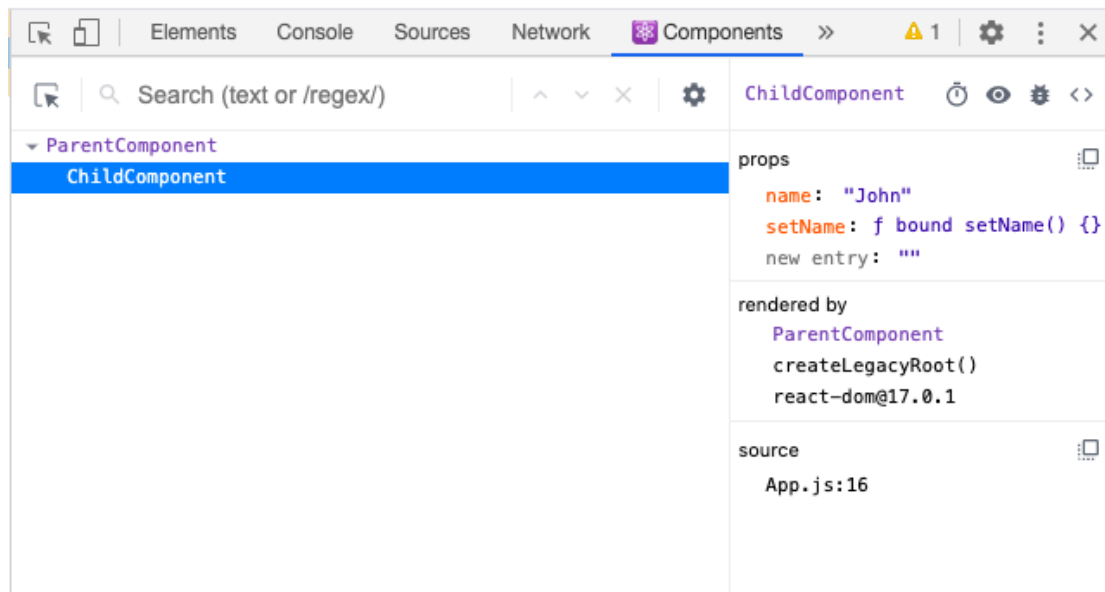 Elements Console Sources Network Components » 1
Search (text or /regex/)
ParentComponent
ChildComponent
ChildComponent
props
name: "John"
setName: ƒ bound setName() {}
new entry: ""
rendered by
ParentComponent
createLegacyRoot()
react-dom@17.0.1
source
App.js:16